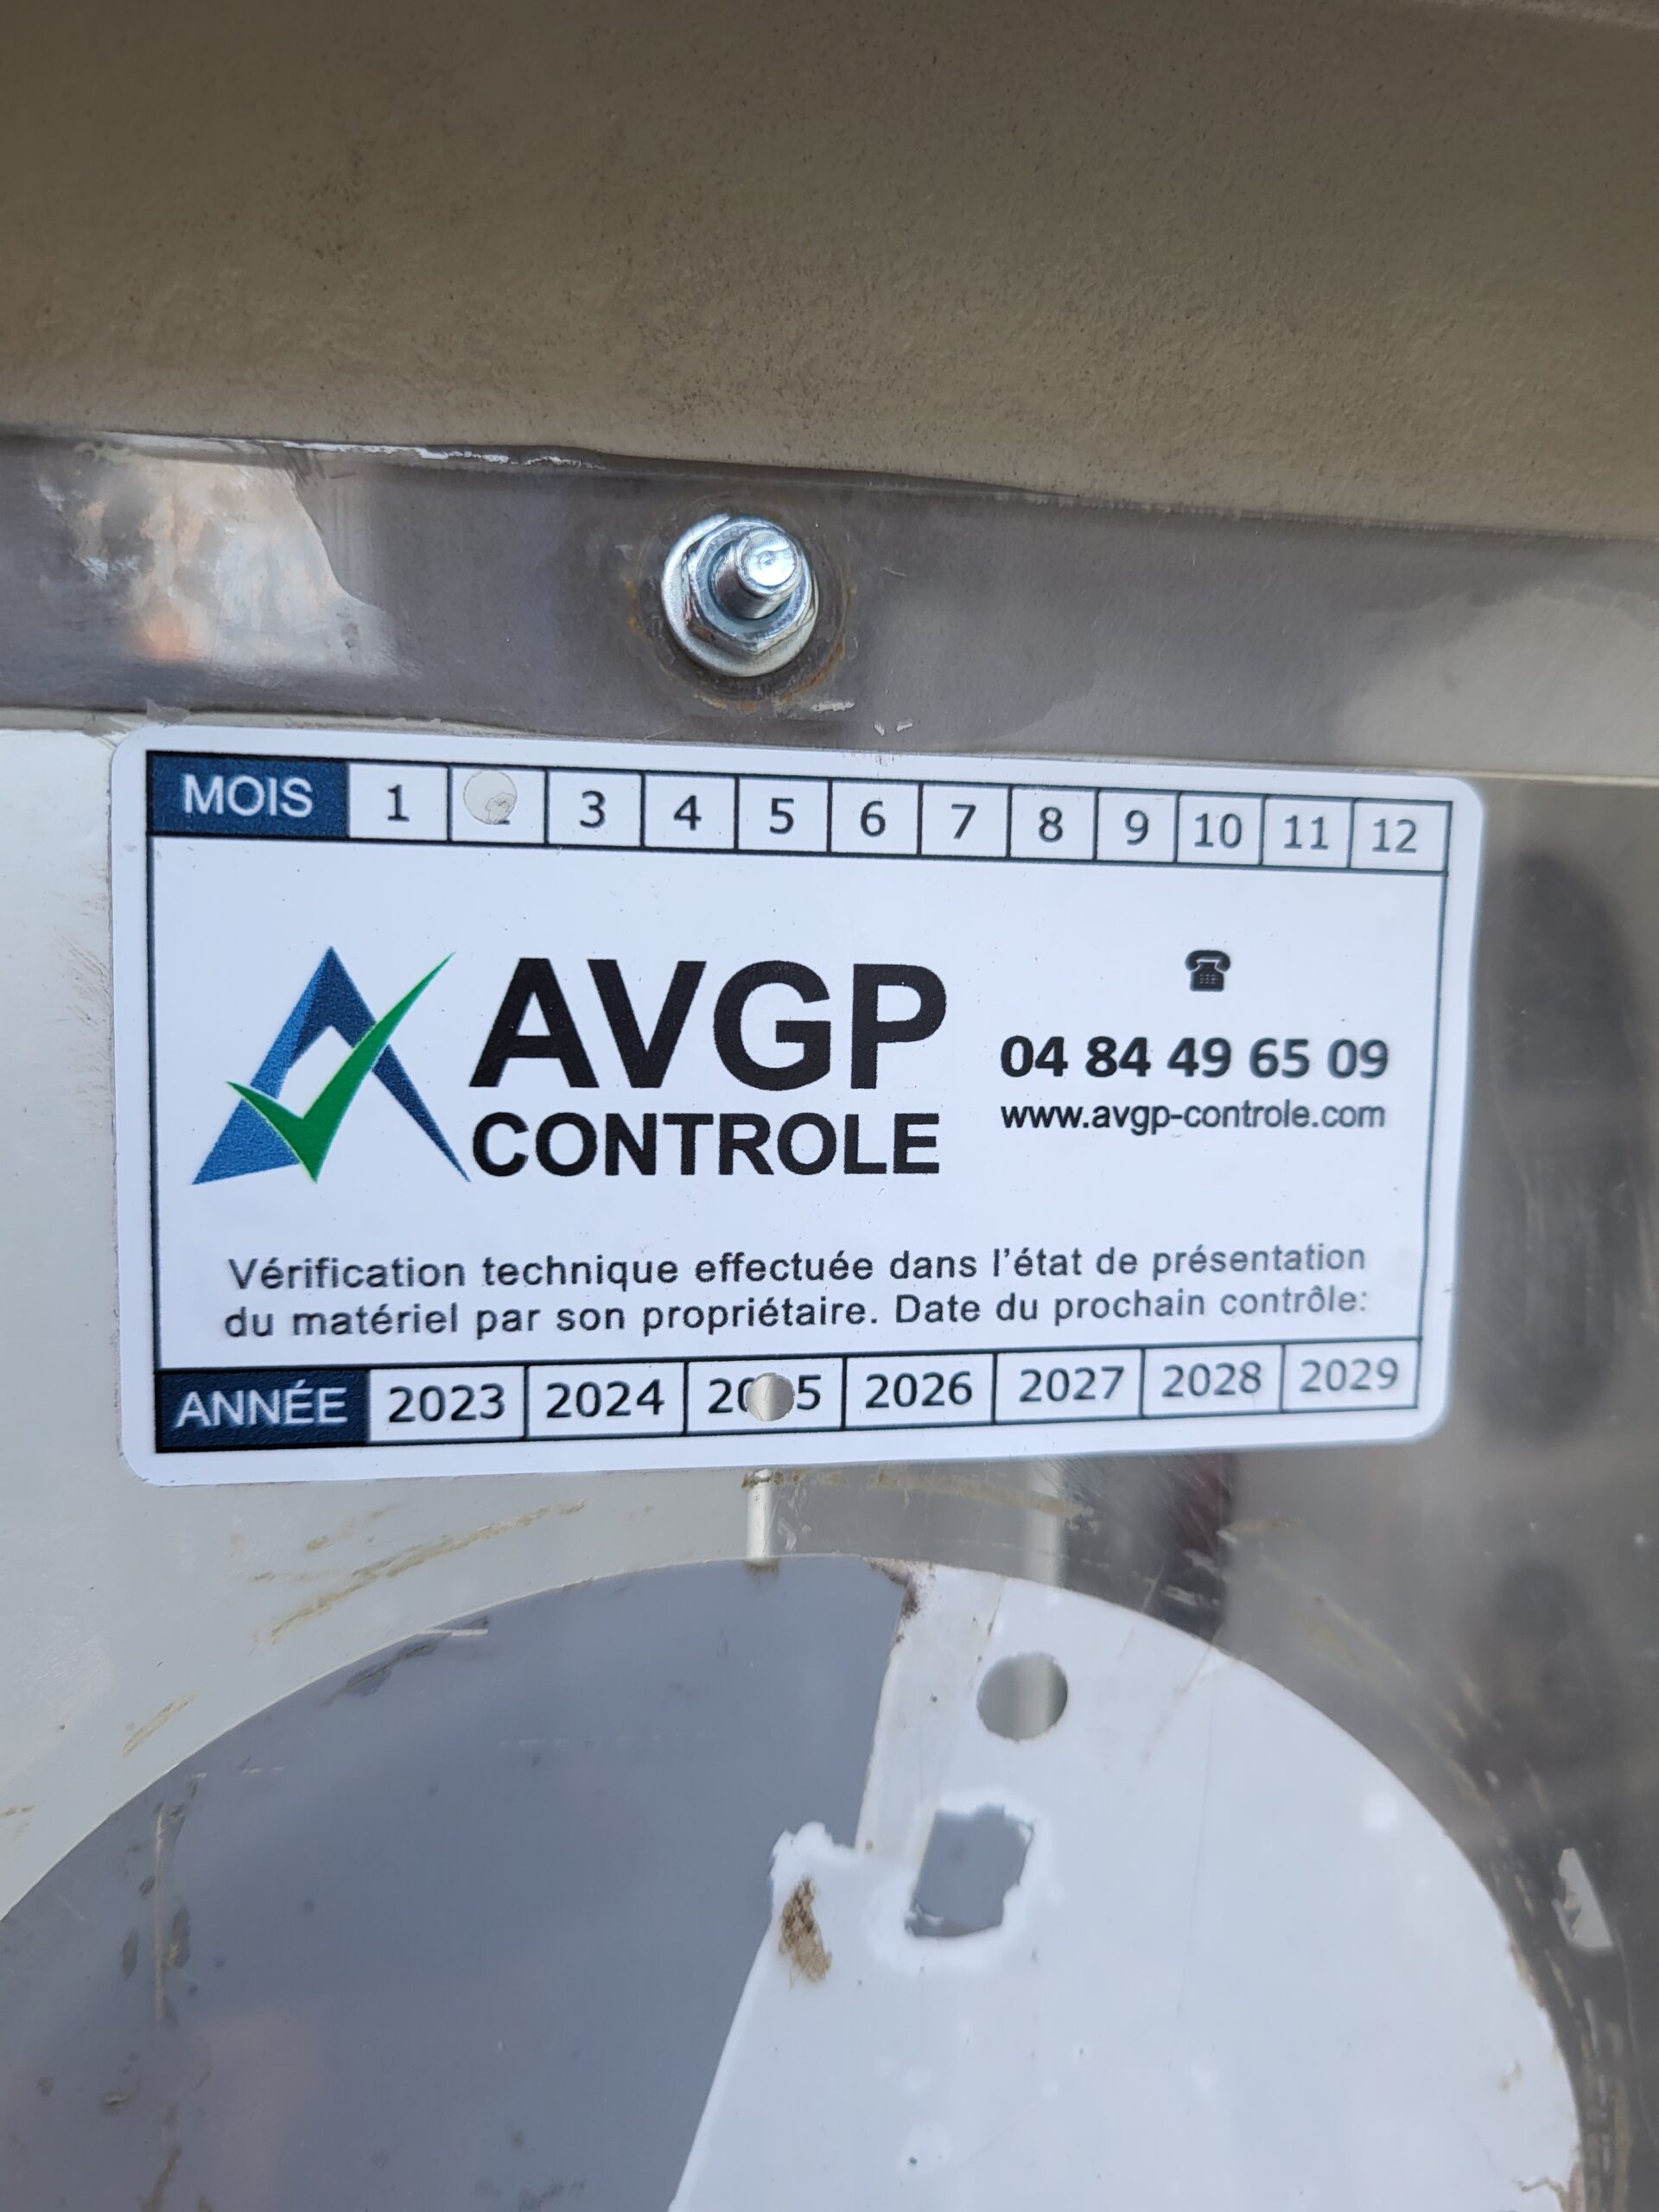 MOIS 1 3 4 5 6 7 8 9 10 11 12
AVGP
CONTROLE
04 84 49 65 09
www.avgp-controle.com
Vérification technique effectuée dans l'état de présentation
du matériel par son propriétaire. Date du prochain contrôle:
ANNÉE 2023 2024 2025 2026 2027 2028 2029